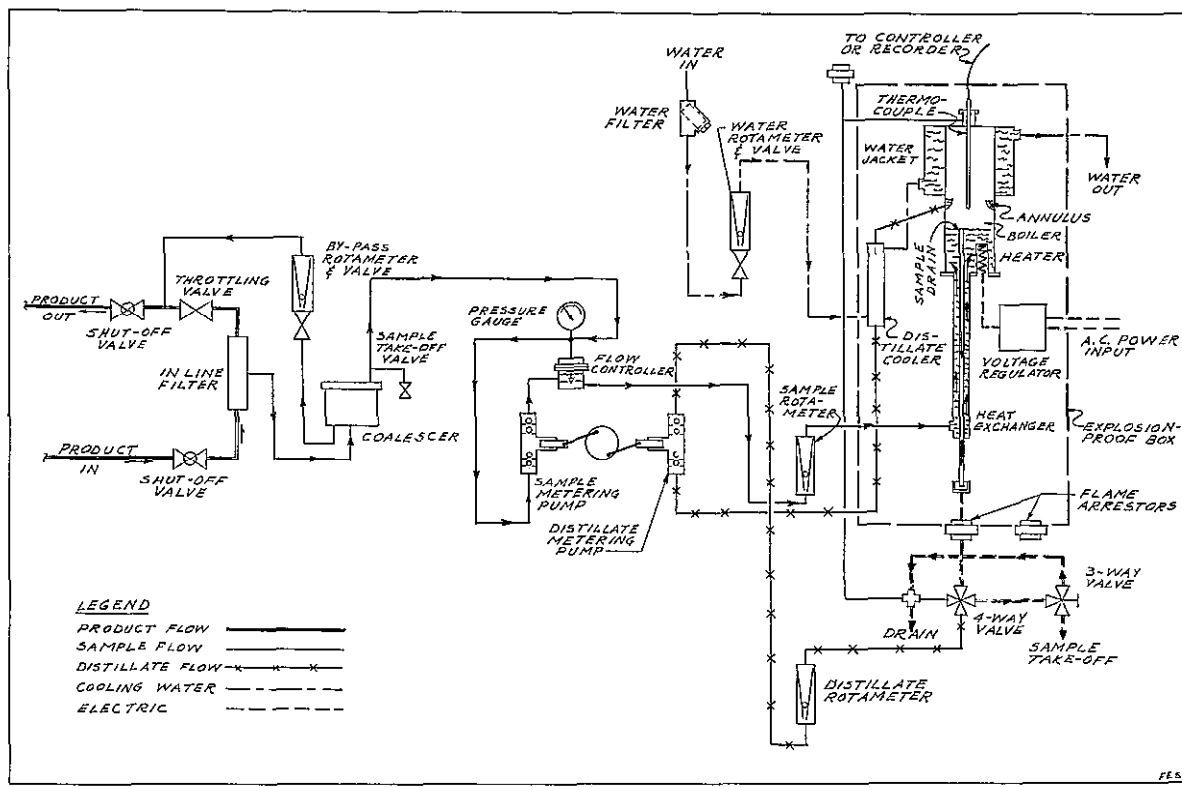 TO CONTROLLER
OR RECORDER
WATER
IN
WATER
FILTER
WATER
ROTAMETER
& VALVE
THERMO-
COUPLE
WATER
JACKET
WATER
OUT
ANNULUS
BOILER
HEATER
SAMPLE
DRAIN
BY-PASS
ROTAMETER
& VALVE
THROTTLING
VALVE
PRODUCT
OUT
SHUT-OFF
VALVE
IN LINE
FILTER
PRESSURE
GAUGE
SAMPLE
TAKE-OFF
VALVE
FLOW
CONTROLLER
DIS-
TILLATE
COOLER
VOLTAGE
REGULATOR
A.C. POWER
INPUT
COALESCER
SAMPLE
ROTA-
METER
HEAT
EXCHANGER
EXPLOSION-
PROOF BOX
PRODUCT
IN
SHUT-OFF
VALVE
SAMPLE
METERING
PUMP
DISTILLATE
METERING
PUMP
FLAME
ARRESTORS
3-WAY
VALVE
4-WAY
VALVE
DRAIN
SAMPLE
TAKE-OFF
DISTILLATE
ROTAMETER
LEGEND
PRODUCT FLOW
SAMPLE FLOW
DISTILLATE FLOW
COOLING WATER
ELECTRIC
FES